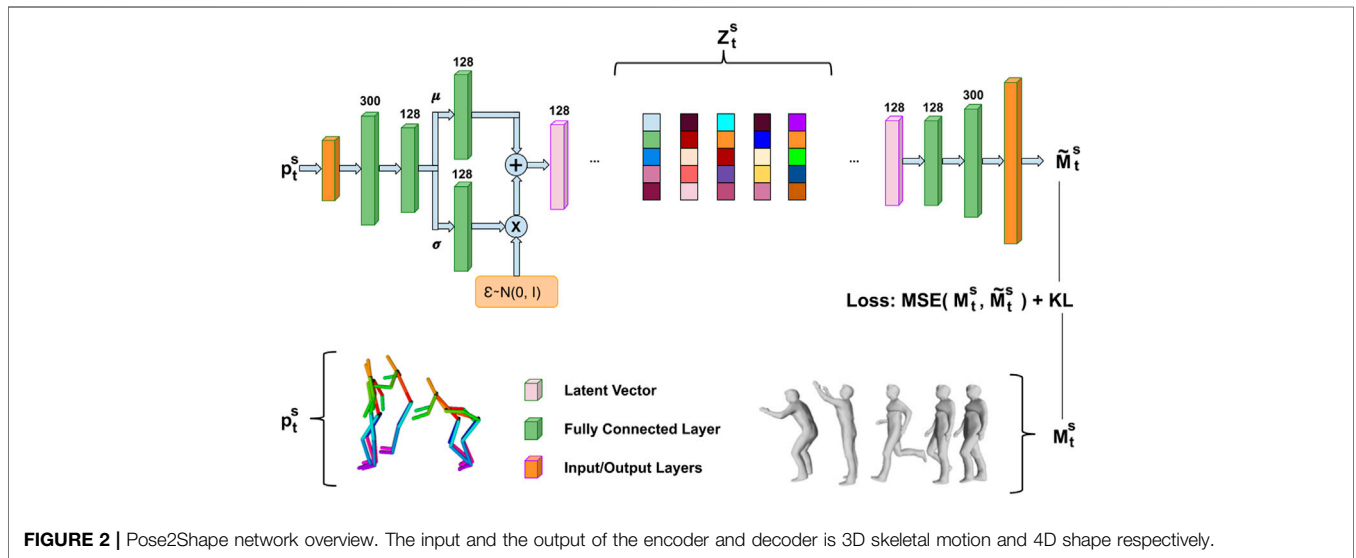 Z_t^s
128
300
128
μ
128
128
128
300
p_t^s
+
...
...
M̃_t^s
128
x
σ
Ɛ~N(0, I)
Loss: MSE( M_t^s, M̃_t^s ) + KL
p_t^s
Latent Vector
Fully Connected Layer
Input/Output Layers
M_t^s
FIGURE 2 | Pose2Shape network overview. The input and the output of the encoder and decoder is 3D skeletal motion and 4D shape respectively.